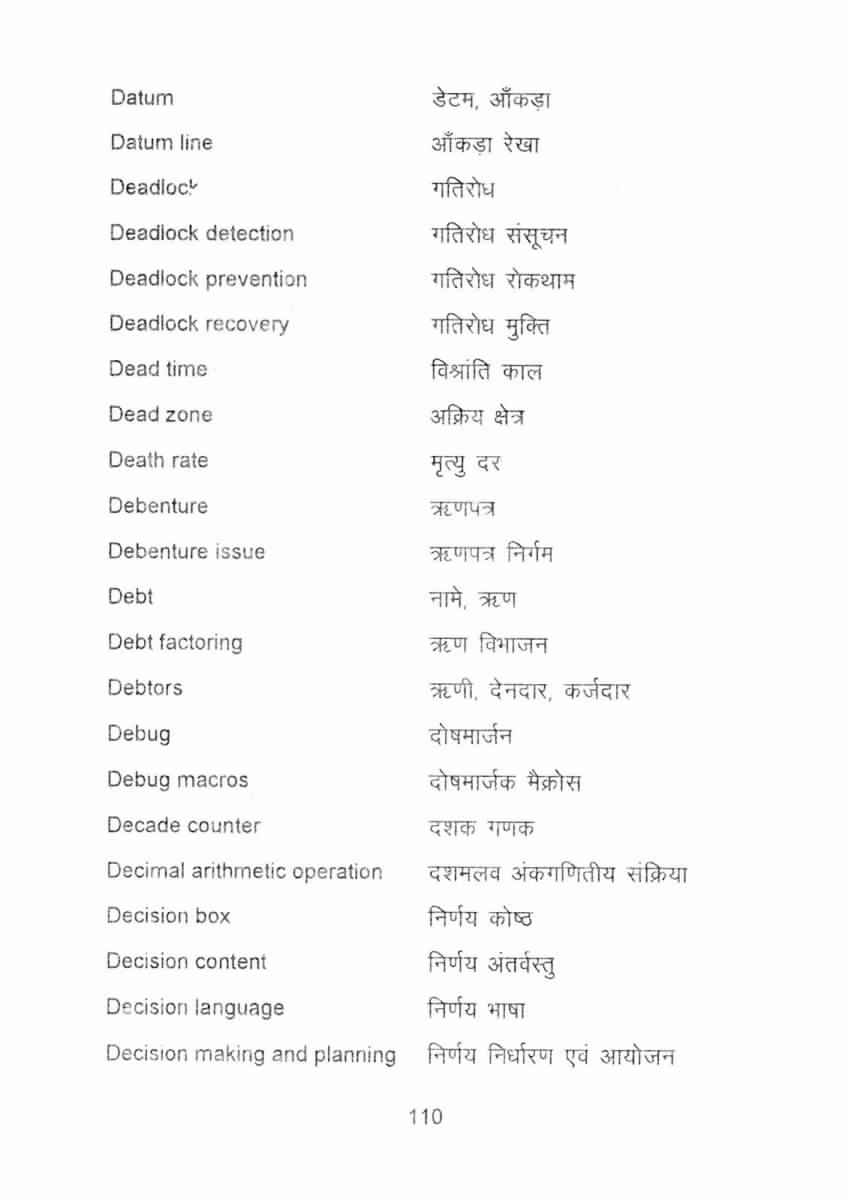 Datum डेटम, आँकड़ा
Datum line आँकड़ा रेखा
Deadlock गतिरोध
Deadlock detection गतिरोध संसूचन
Deadlock prevention गतिरोध रोकथाम
Deadlock recovery गतिरोध मुक्ति
Dead time विश्रांति काल
Dead zone अक्रिय क्षेत्र
Death rate मृत्यु दर
Debenture ऋणपत्र
Debenture issue ऋणपत्र निर्गम
Debt नामे, ऋण
Debt factoring ऋण विभाजन
Debtors ऋणी, देनदार, कर्जदार
Debug दोषमार्जन
Debug macros दोषमार्जक मैक्रोस
Decade counter दशक गणक
Decimal arithmetic operation दशमलव अंकगणितीय संक्रिया
Decision box निर्णय कोष्ठ
Decision content निर्णय अंतर्वस्तु
Decision language निर्णय भाषा
Decision making and planning निर्णय निर्धारण एवं आयोजन
110